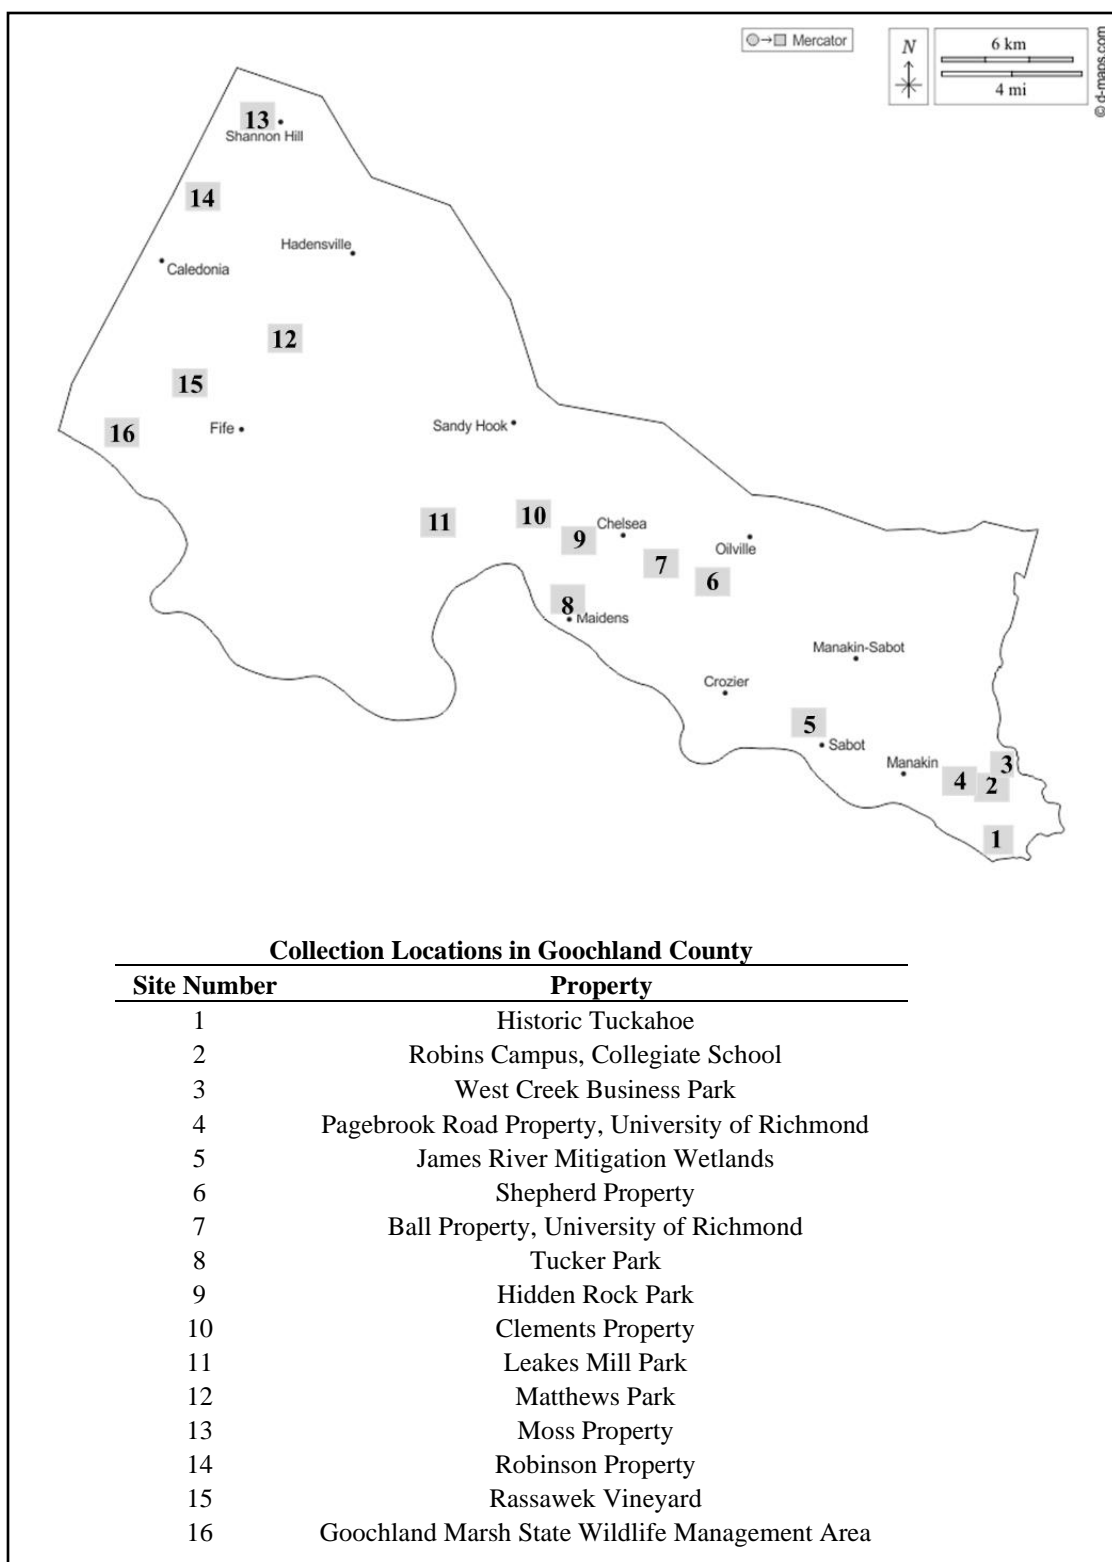 Mercator
N
6 km
4 mi
© d-maps.com
13
Shannon Hill
14
Hadensville
Caledonia
12
15
16
Fife
Sandy Hook
11
10
9
Chelsea
Oilville
7
6
8
Maidens
Manakin-Sabot
Crozier
5
Sabot
Manakin
4
3
2
1
Collection Locations in Goochland County
Site Number Property
1 Historic Tuckahoe
2 Robins Campus, Collegiate School
3 West Creek Business Park
4 Pagebrook Road Property, University of Richmond
5 James River Mitigation Wetlands
6 Shepherd Property
7 Ball Property, University of Richmond
8 Tucker Park
9 Hidden Rock Park
10 Clements Property
11 Leakes Mill Park
12 Matthews Park
13 Moss Property
14 Robinson Property
15 Rassawek Vineyard
16 Goochland Marsh State Wildlife Management Area